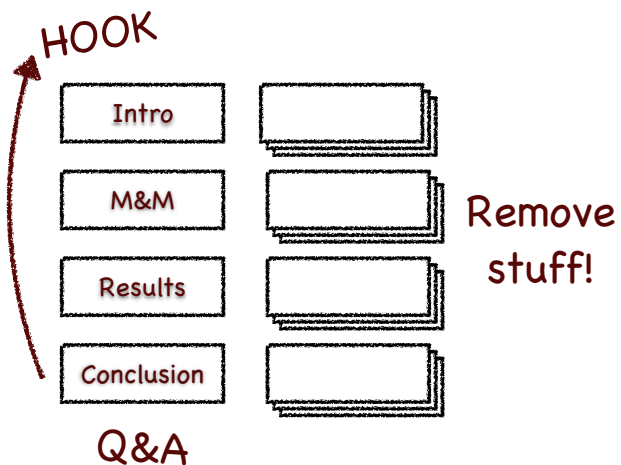 HOOK
Intro
M&M
Results
Conclusion
Q&A
Remove
stuff!